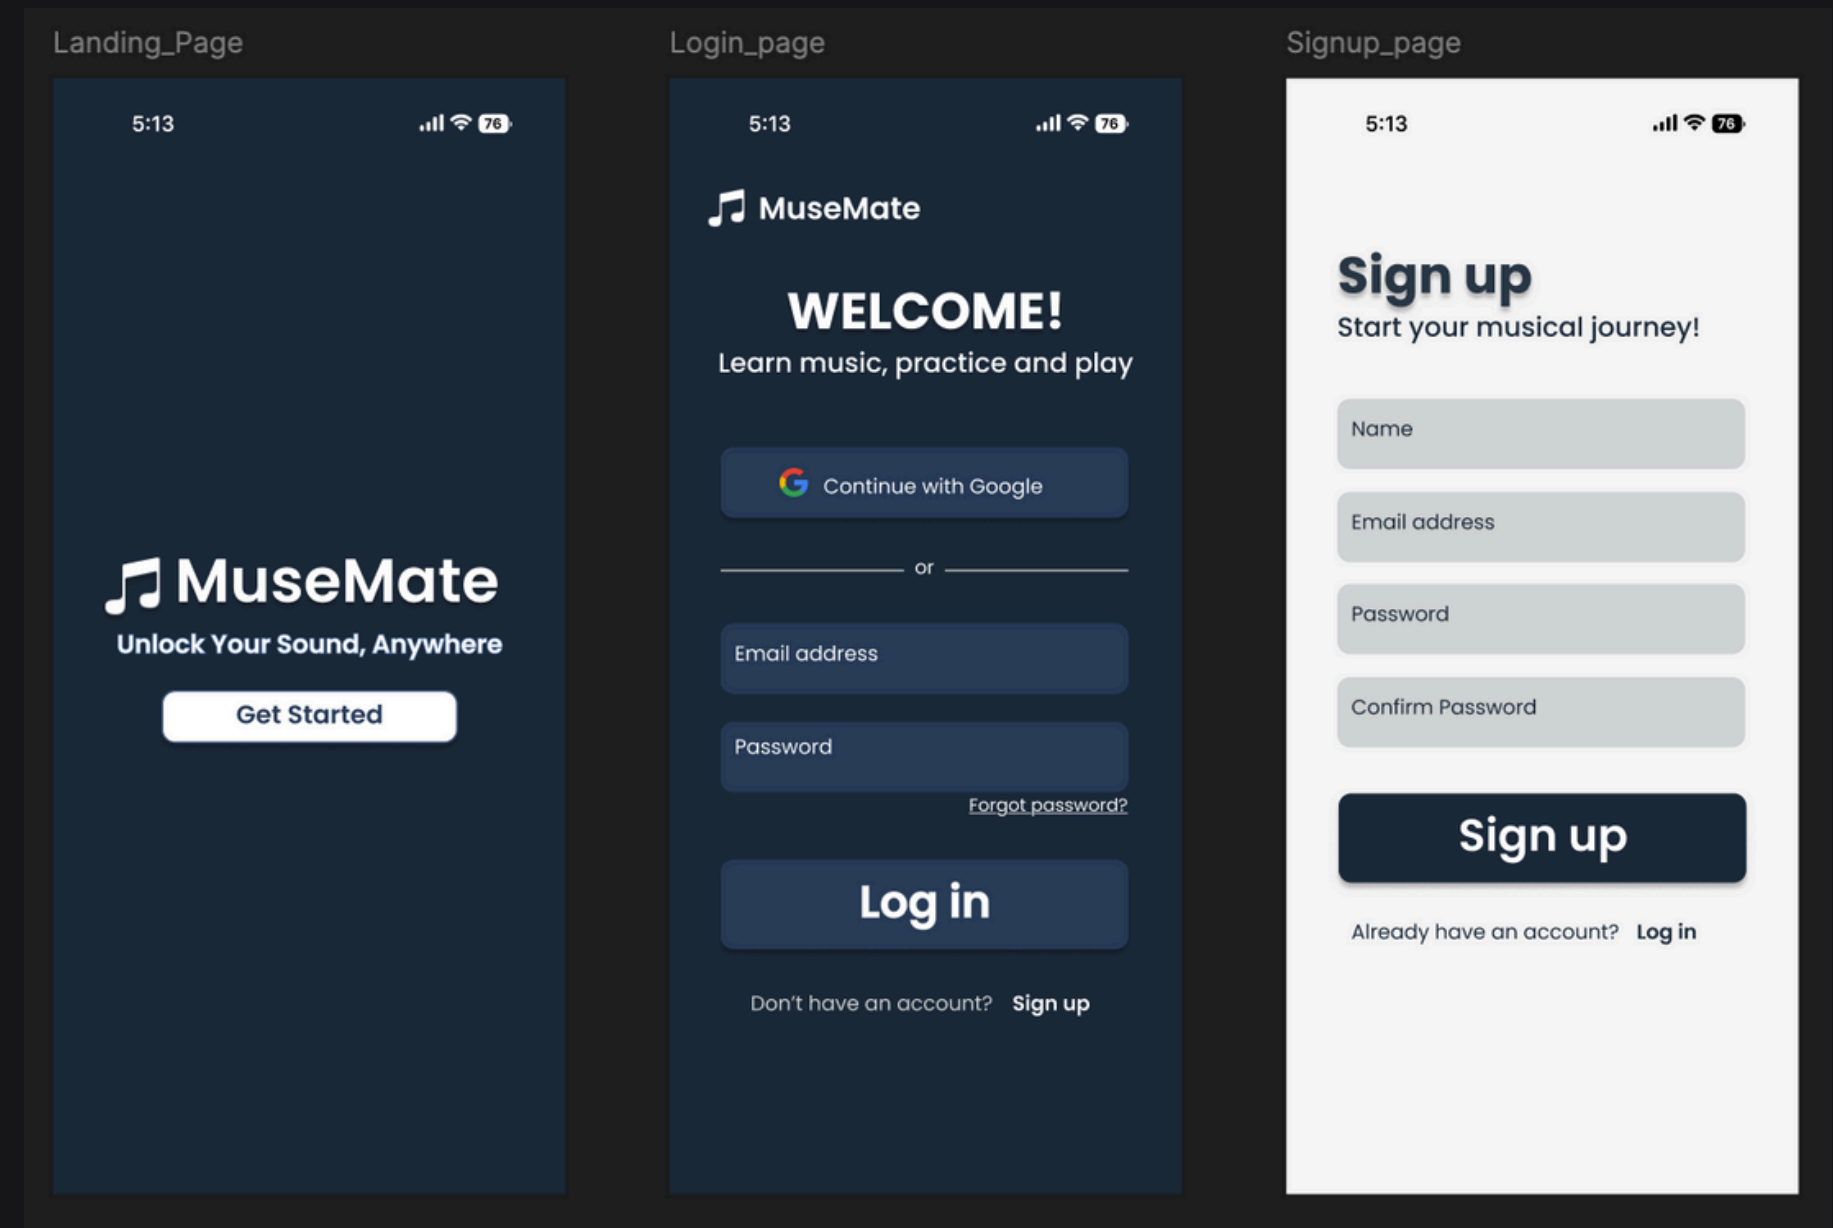 Landing_Page
5:13
76
MuseMate
Unlock Your Sound, Anywhere
Get Started
Login_page
5:13
76
MuseMate
WELCOME!
Learn music, practice and play
Continue with Google
or
Email address
Password
Forgot password?
Log in
Don't have an account? Sign up
Signup_page
5:13
76
Sign up
Start your musical journey!
Name
Email address
Password
Confirm Password
Sign up
Already have an account? Log in